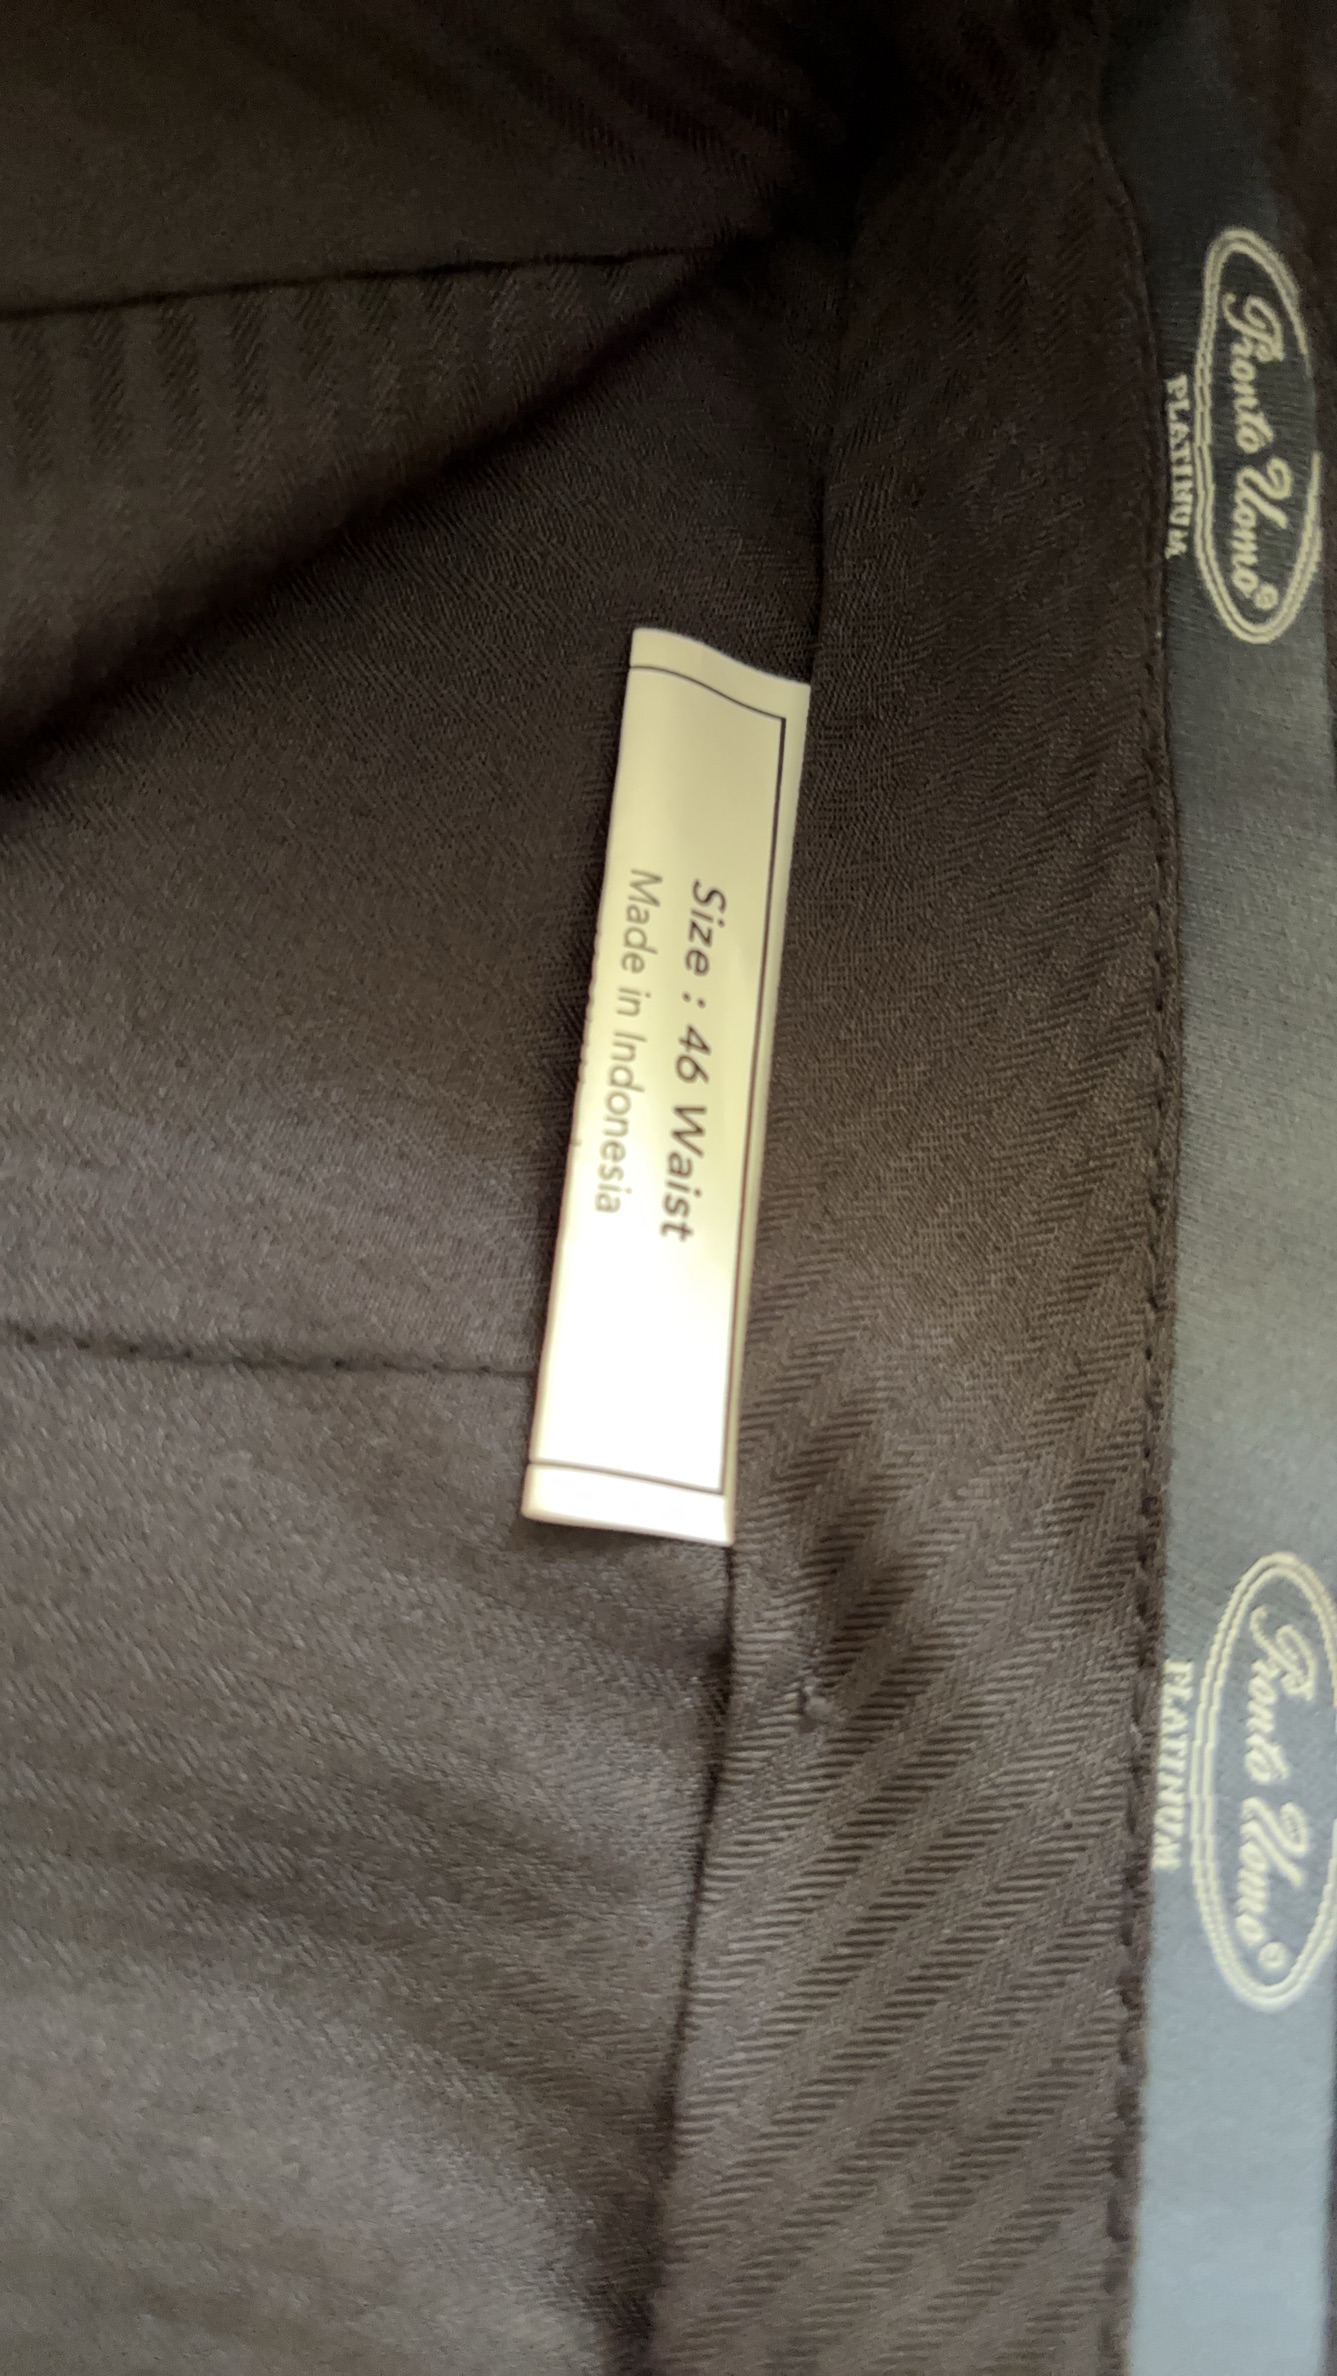 Pronto Uomo®
PLATINUM
Size : 46 Waist
Made in Indonesia
Pronto Uomo®
PLATINUM